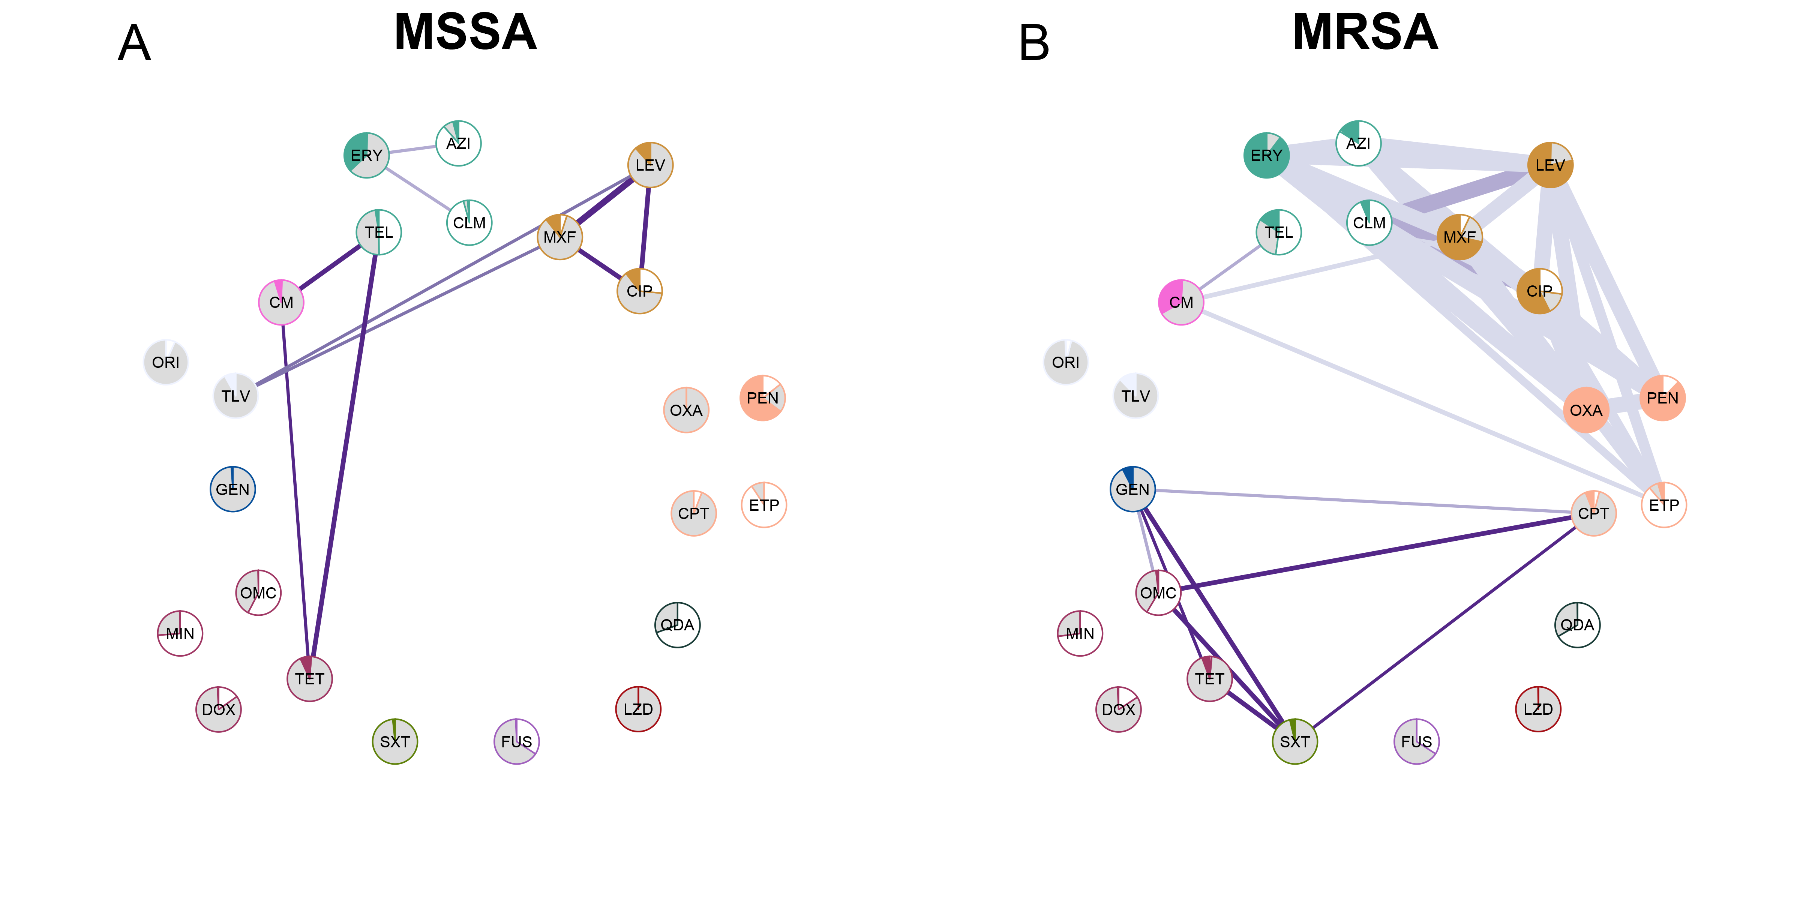 A
MSSA
ERY
AZI
LEV
TEL
CLM
MXF
CM
CIP
ORI
TLV
OXA
PEN
GEN
CPT
ETP
OMC
MIN
QDA
TET
DOX
LZD
SXT
FUS
B
MRSA
ERY
AZI
LEV
TEL
CLM
MXF
CM
CIP
ORI
TLV
OXA
PEN
GEN
CPT
ETP
OMC
MIN
QDA
TET
DOX
LZD
SXT
FUS